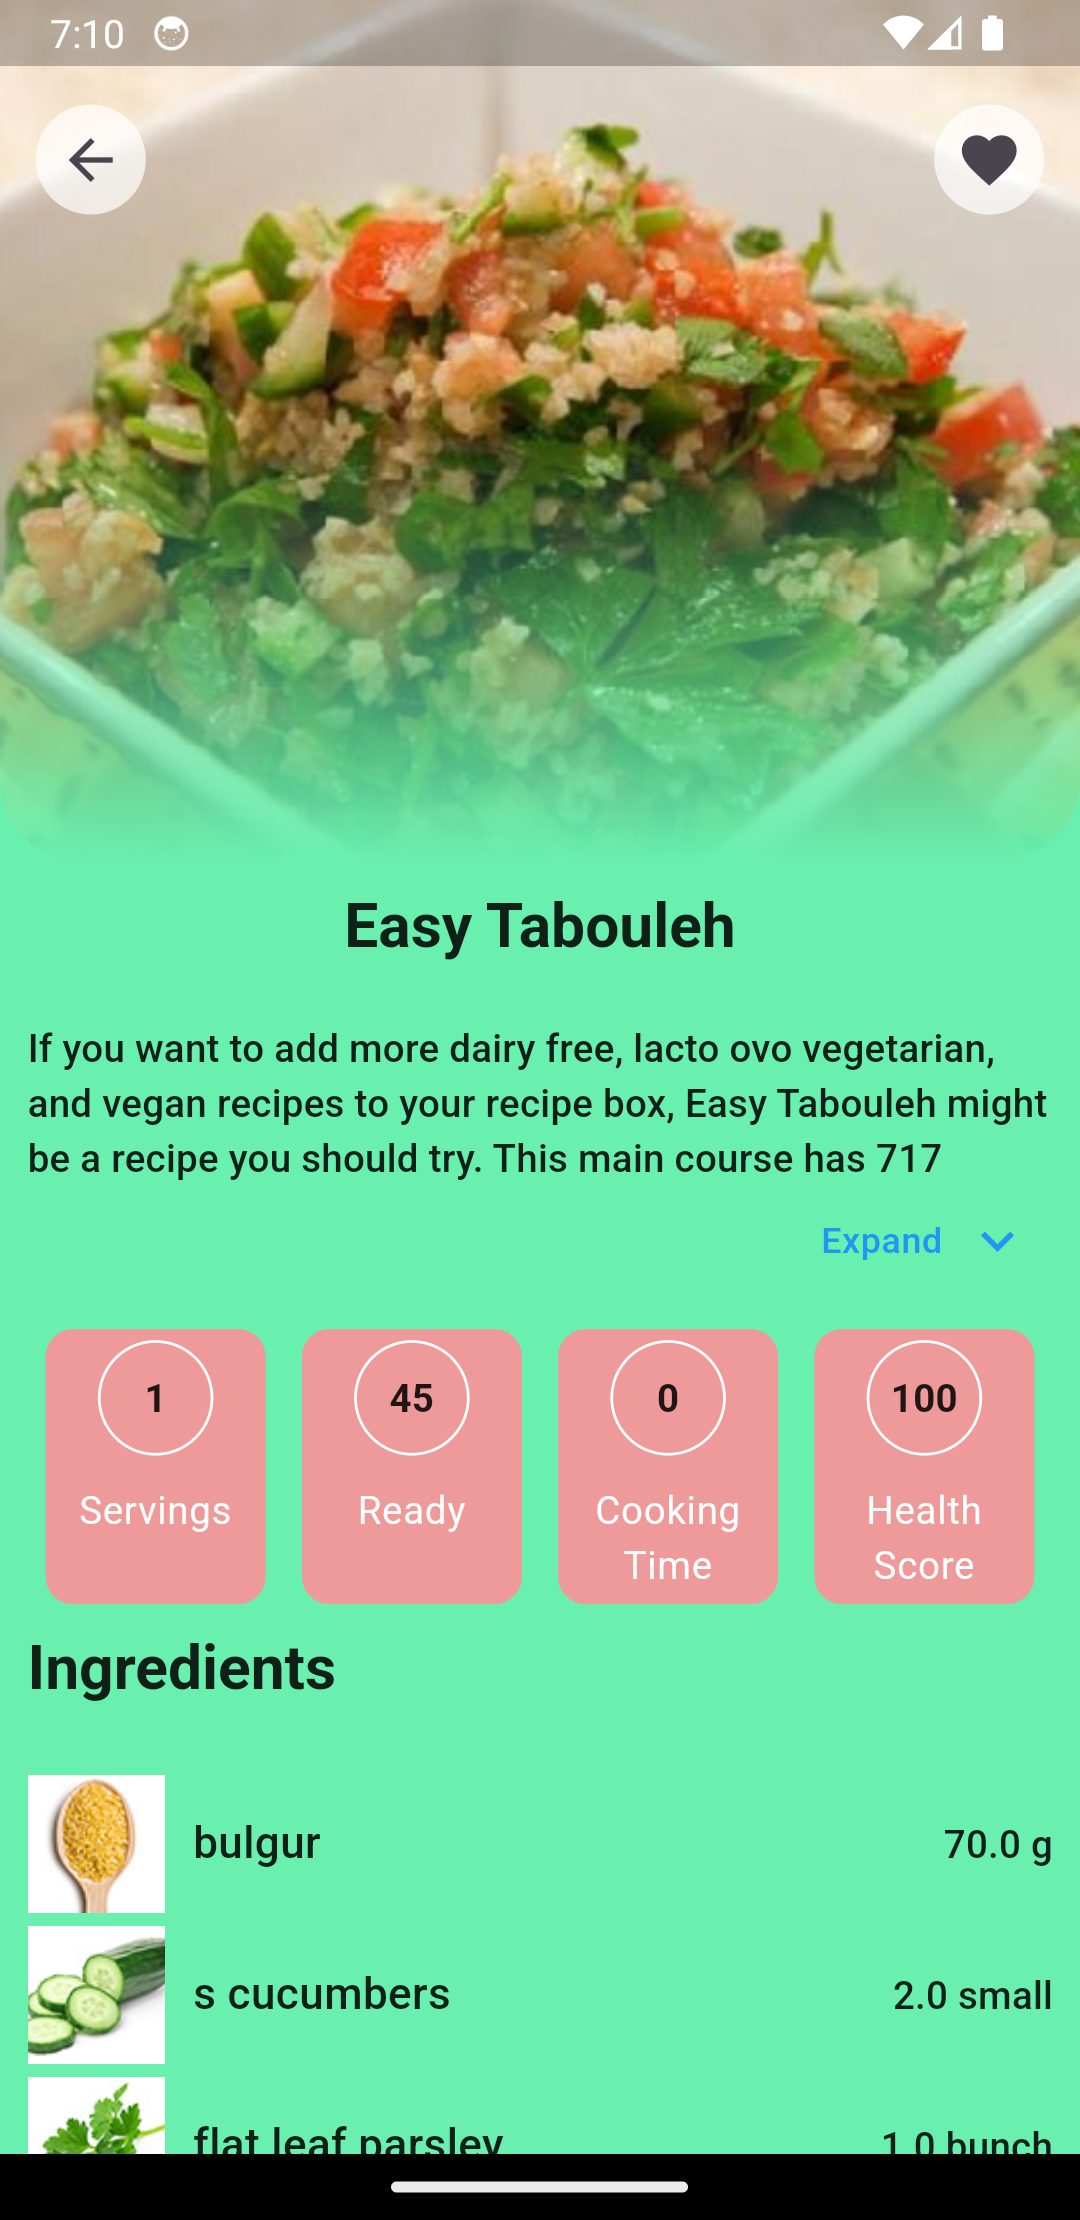 7:10
Easy Tabouleh
If you want to add more dairy free, lacto ovo vegetarian,
and vegan recipes to your recipe box, Easy Tabouleh might
be a recipe you should try. This main course has 717
Expand
1
Servings
45
Ready
0
Cooking
Time
100
Health
Score
Ingredients
bulgur
70.0 g
s cucumbers
2.0 small
flat leaf parsley
1.0 bunch